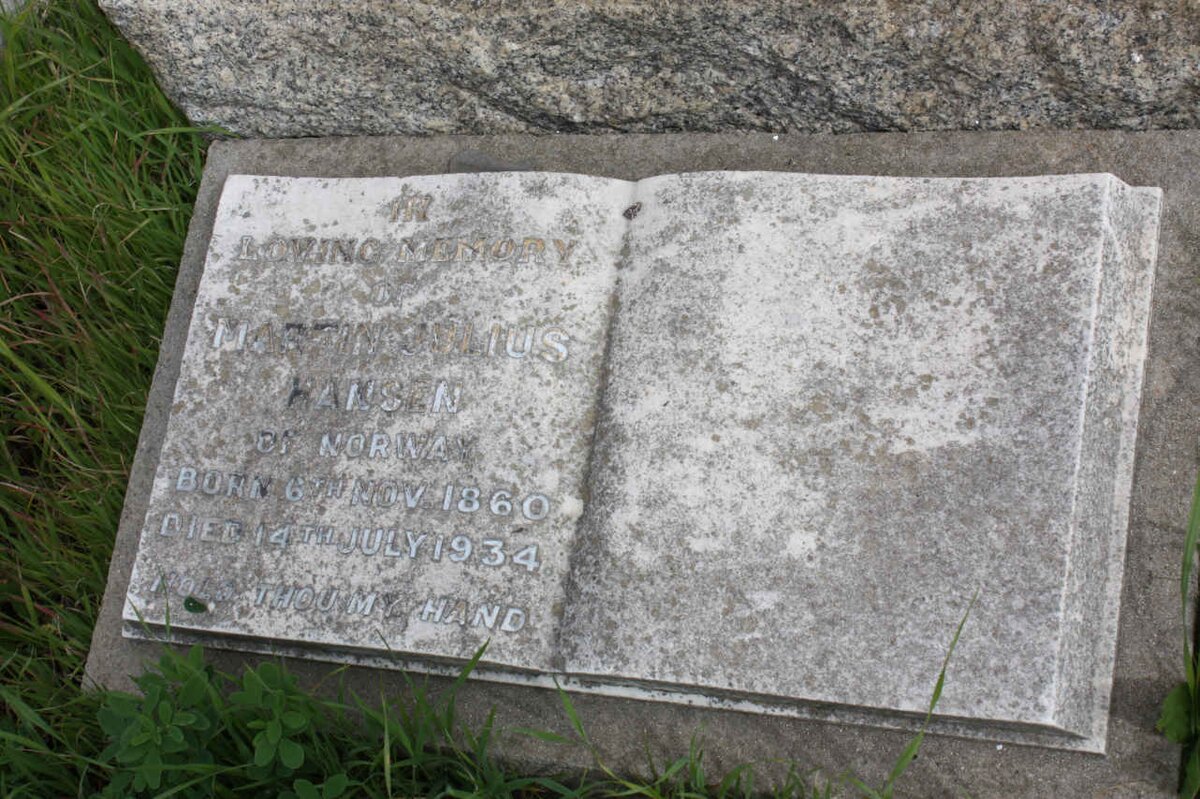 IN
LOVING MEMORY
OF
MARTIN JULIUS
HANSEN
OF NORWAY
BORN 6TH NOV. 1860
DIED 14TH JULY 1934.
HOLD THOU MY HAND